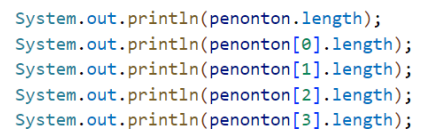 System.out.println(penonton.length);
System.out.println(penonton[0].length);
System.out.println(penonton[1].length);
System.out.println(penonton[2].length);
System.out.println(penonton[3].length);